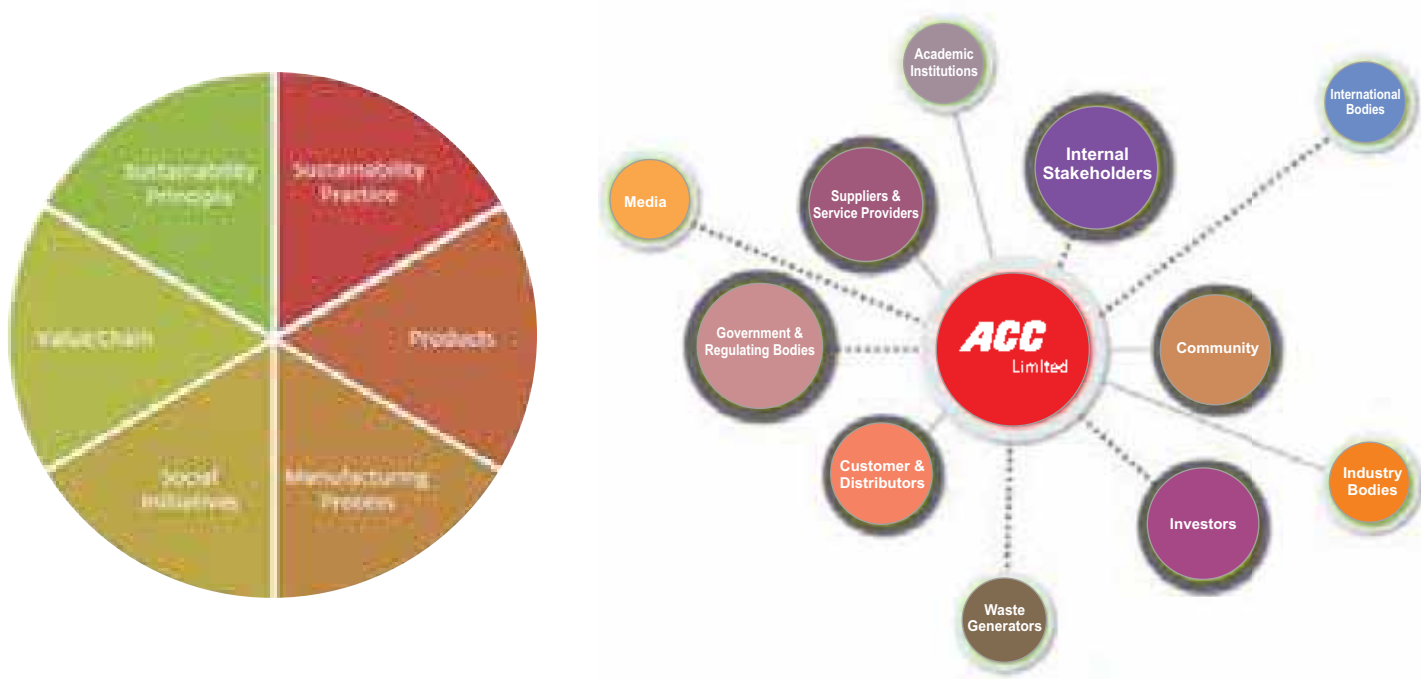 Sustainability
Principle
Sustainability
Practice
Value Chain
Products
Social
Initiatives
Manufacturing
Process
Academic
Institutions
International
Bodies
Internal
Stakeholders
Media
Suppliers &
Service Providers
Government &
Regulating Bodies
ACC
Limited
Community
Customer &
Distributors
Industry
Bodies
Investors
Waste
Generators